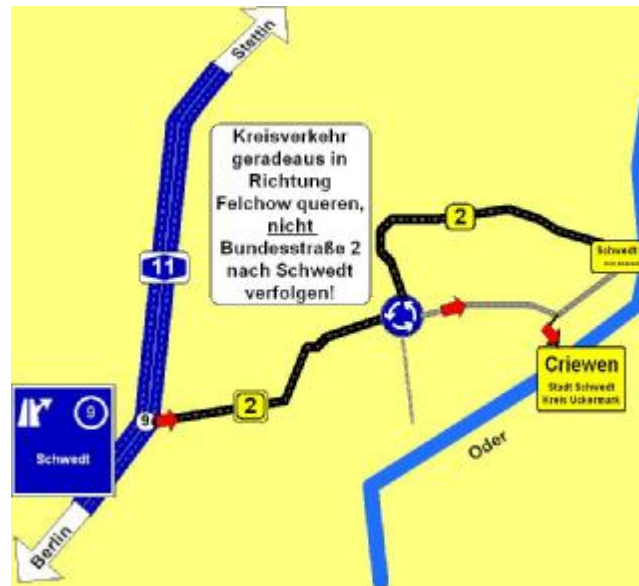 Stettin
Kreisverkehr
geradeaus in
Richtung
Felchow queren,
nicht
Bundesstraße 2
nach Schwedt
verfolgen!
2
Schwedt
11
Criewen
Stadt Schwedt
Kreis Uckermark
9
Schwedt
9
2
Oder
Berlin